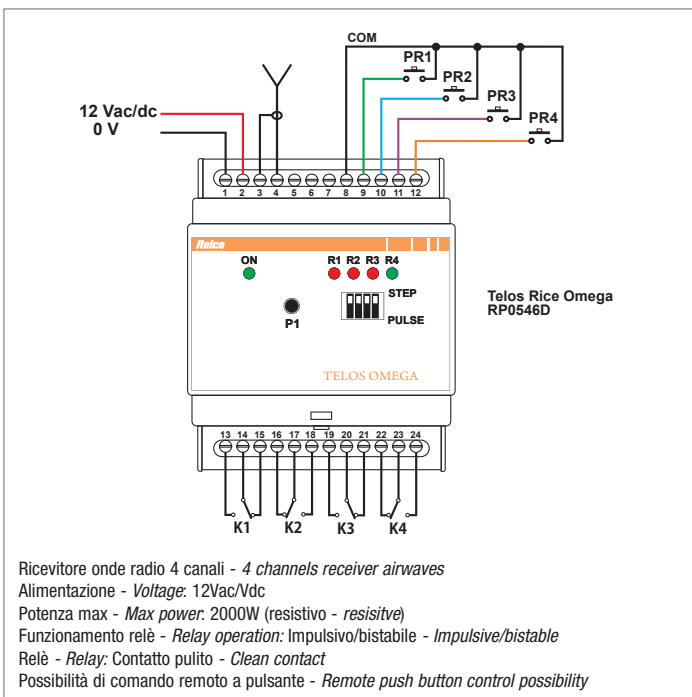 COM
PR1
PR2
PR3
PR4
12 Vac/dc
0 V
1 2 3 4 5 6 7 8 9 10 11 12
Relco
ON R1 R2 R3 R4
STEP
PULSE
P1
Telos Rice Omega
RP0546D
TELOS OMEGA
13 14 15 16 17 18 19 20 21 22 23 24
K1 K2 K3 K4
Ricevitore onde radio 4 canali - 4 channels receiver airwaves
Alimentazione - Voltage: 12Vac/Vdc
Potenza max - Max power: 2000W (resistivo - resisitve)
Funzionamento relè - Relay operation: Impulsivo/bistabile - Impulsive/bistable
Relè - Relay: Contatto pulito - Clean contact
Possibilità di comando remoto a pulsante - Remote push button control possibility